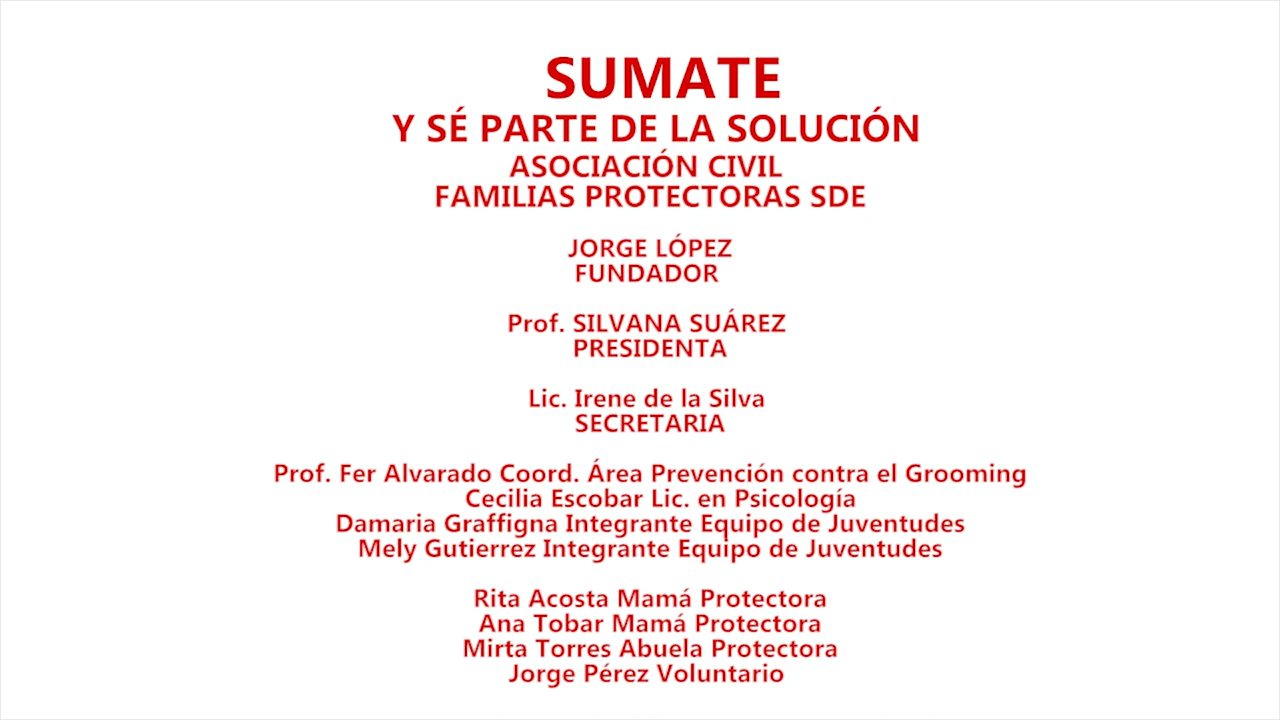 SUMATE
Y SÉ PARTE DE LA SOLUCIÓN
ASOCIACIÓN CIVIL
FAMILIAS PROTECTORAS SDE
JORGE LÓPEZ
FUNDADOR
Prof. SILVANA SUÁREZ
PRESIDENTA
Lic. Irene de la Silva
SECRETARIA
Prof. Fer Alvarado Coord. Área Prevención contra el Grooming
Cecilia Escobar Lic. en Psicología
Damaria Graffigna Integrante Equipo de Juventudes
Mely Gutierrez Integrante Equipo de Juventudes
Rita Acosta Mamá Protectora
Ana Tobar Mamá Protectora
Mirta Torres Abuela Protectora
Jorge Pérez Voluntario